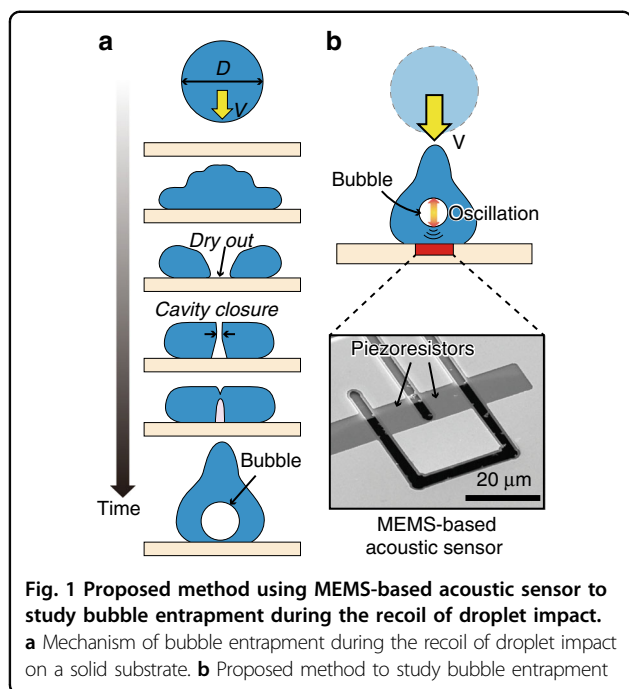 a
D
V
Dry out
Cavity closure
Bubble
Time
b
V
Bubble
Oscillation
Piezoresistors
20 μm
MEMS-based
acoustic sensor
Fig. 1 Proposed method using MEMS-based acoustic sensor to
study bubble entrapment during the recoil of droplet impact.
a Mechanism of bubble entrapment during the recoil of droplet impact
on a solid substrate. b Proposed method to study bubble entrapment